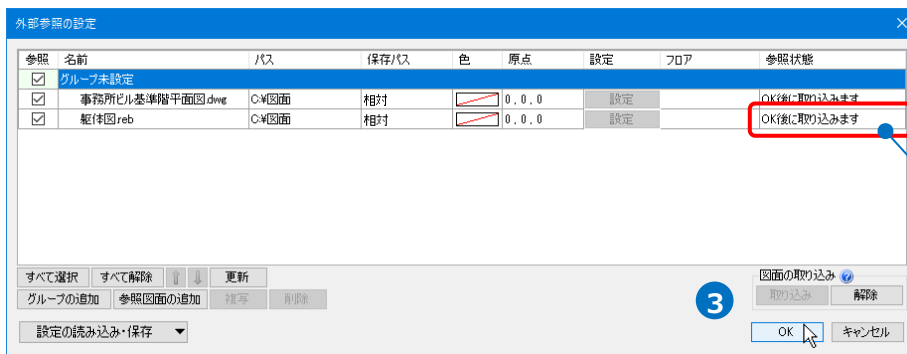 外部参照の設定
参照 名前 パス 保存パス 色 原点 設定 フロア 参照状態
グループ未設定
事務所ビル基準階平面図.dwg C:¥図面 相対 0,0,0 設定 OK後に取り込みます
躯体図.reb C:¥図面 相対 0,0,0 設定 OK後に取り込みます
すべて選択 すべて解除 ⇧ ⇩ 更新
図面の取り込み ?
グループの追加 参照図面の追加 複写 削除
取り込み 解除
3
設定の読み込み・保存 ▼
OK キャンセル